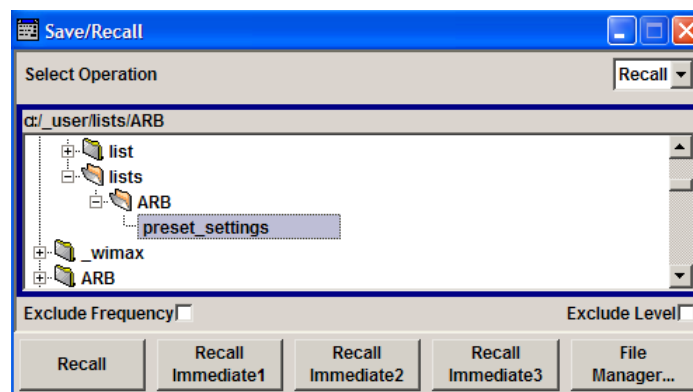 Save/Recall
Select Operation
Recall
α:/_user/lists/ARB
list
lists
ARB
preset_settings
_wimax
ARB
Exclude Frequency
Exclude Level
Recall
Recall
Immediate1
Recall
Immediate2
Recall
Immediate3
File
Manager...